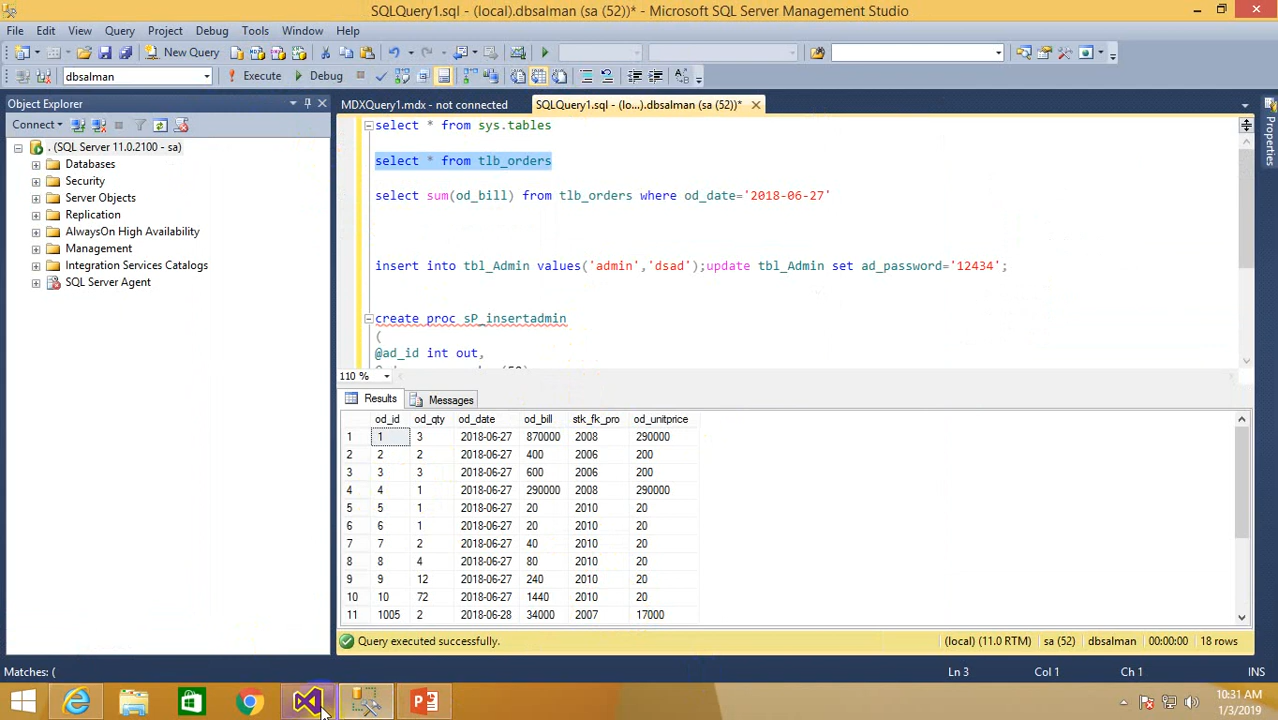 SQLQuery1.sql - (local).dbsalman (sa (52))* - Microsoft SQL Server Management Studio
File Edit View Query Project Debug Tools Window Help
New Query
dbsalman Execute Debug
Object Explorer
MDXQuery1.mdx - not connected
SQLQuery1.sql - (lo...).dbsalman (sa (52))*
Connect
. (SQL Server 11.0.2100 - sa)
Databases
Security
Server Objects
Replication
AlwaysOn High Availability
Management
Integration Services Catalogs
SQL Server Agent
Properties
select * from sys.tables
select * from tlb_orders
select sum(od_bill) from tlb_orders where od_date='2018-06-27'
insert into tbl_Admin values('admin','dsad');update tbl_Admin set ad_password='12434';
create proc sP_insertadmin
(
@ad_id int out,
110 %
Results Messages
od_id od_qty od_date od_bill stk_fk_pro od_unitprice
1 1 3 2018-06-27 870000 2008 290000
2 2 2 2018-06-27 400 2006 200
3 3 3 2018-06-27 600 2006 200
4 4 1 2018-06-27 290000 2008 290000
5 5 1 2018-06-27 20 2010 20
6 6 1 2018-06-27 20 2010 20
7 7 2 2018-06-27 40 2010 20
8 8 4 2018-06-27 80 2010 20
9 9 12 2018-06-27 240 2010 20
10 10 72 2018-06-27 1440 2010 20
11 1005 2 2018-06-28 34000 2007 17000
Query executed successfully.
(local) (11.0 RTM) sa (52) dbsalman 00:00:00 18 rows
Matches: (
Ln 3 Col 1 Ch 1 INS
10:31 AM
1/3/2019